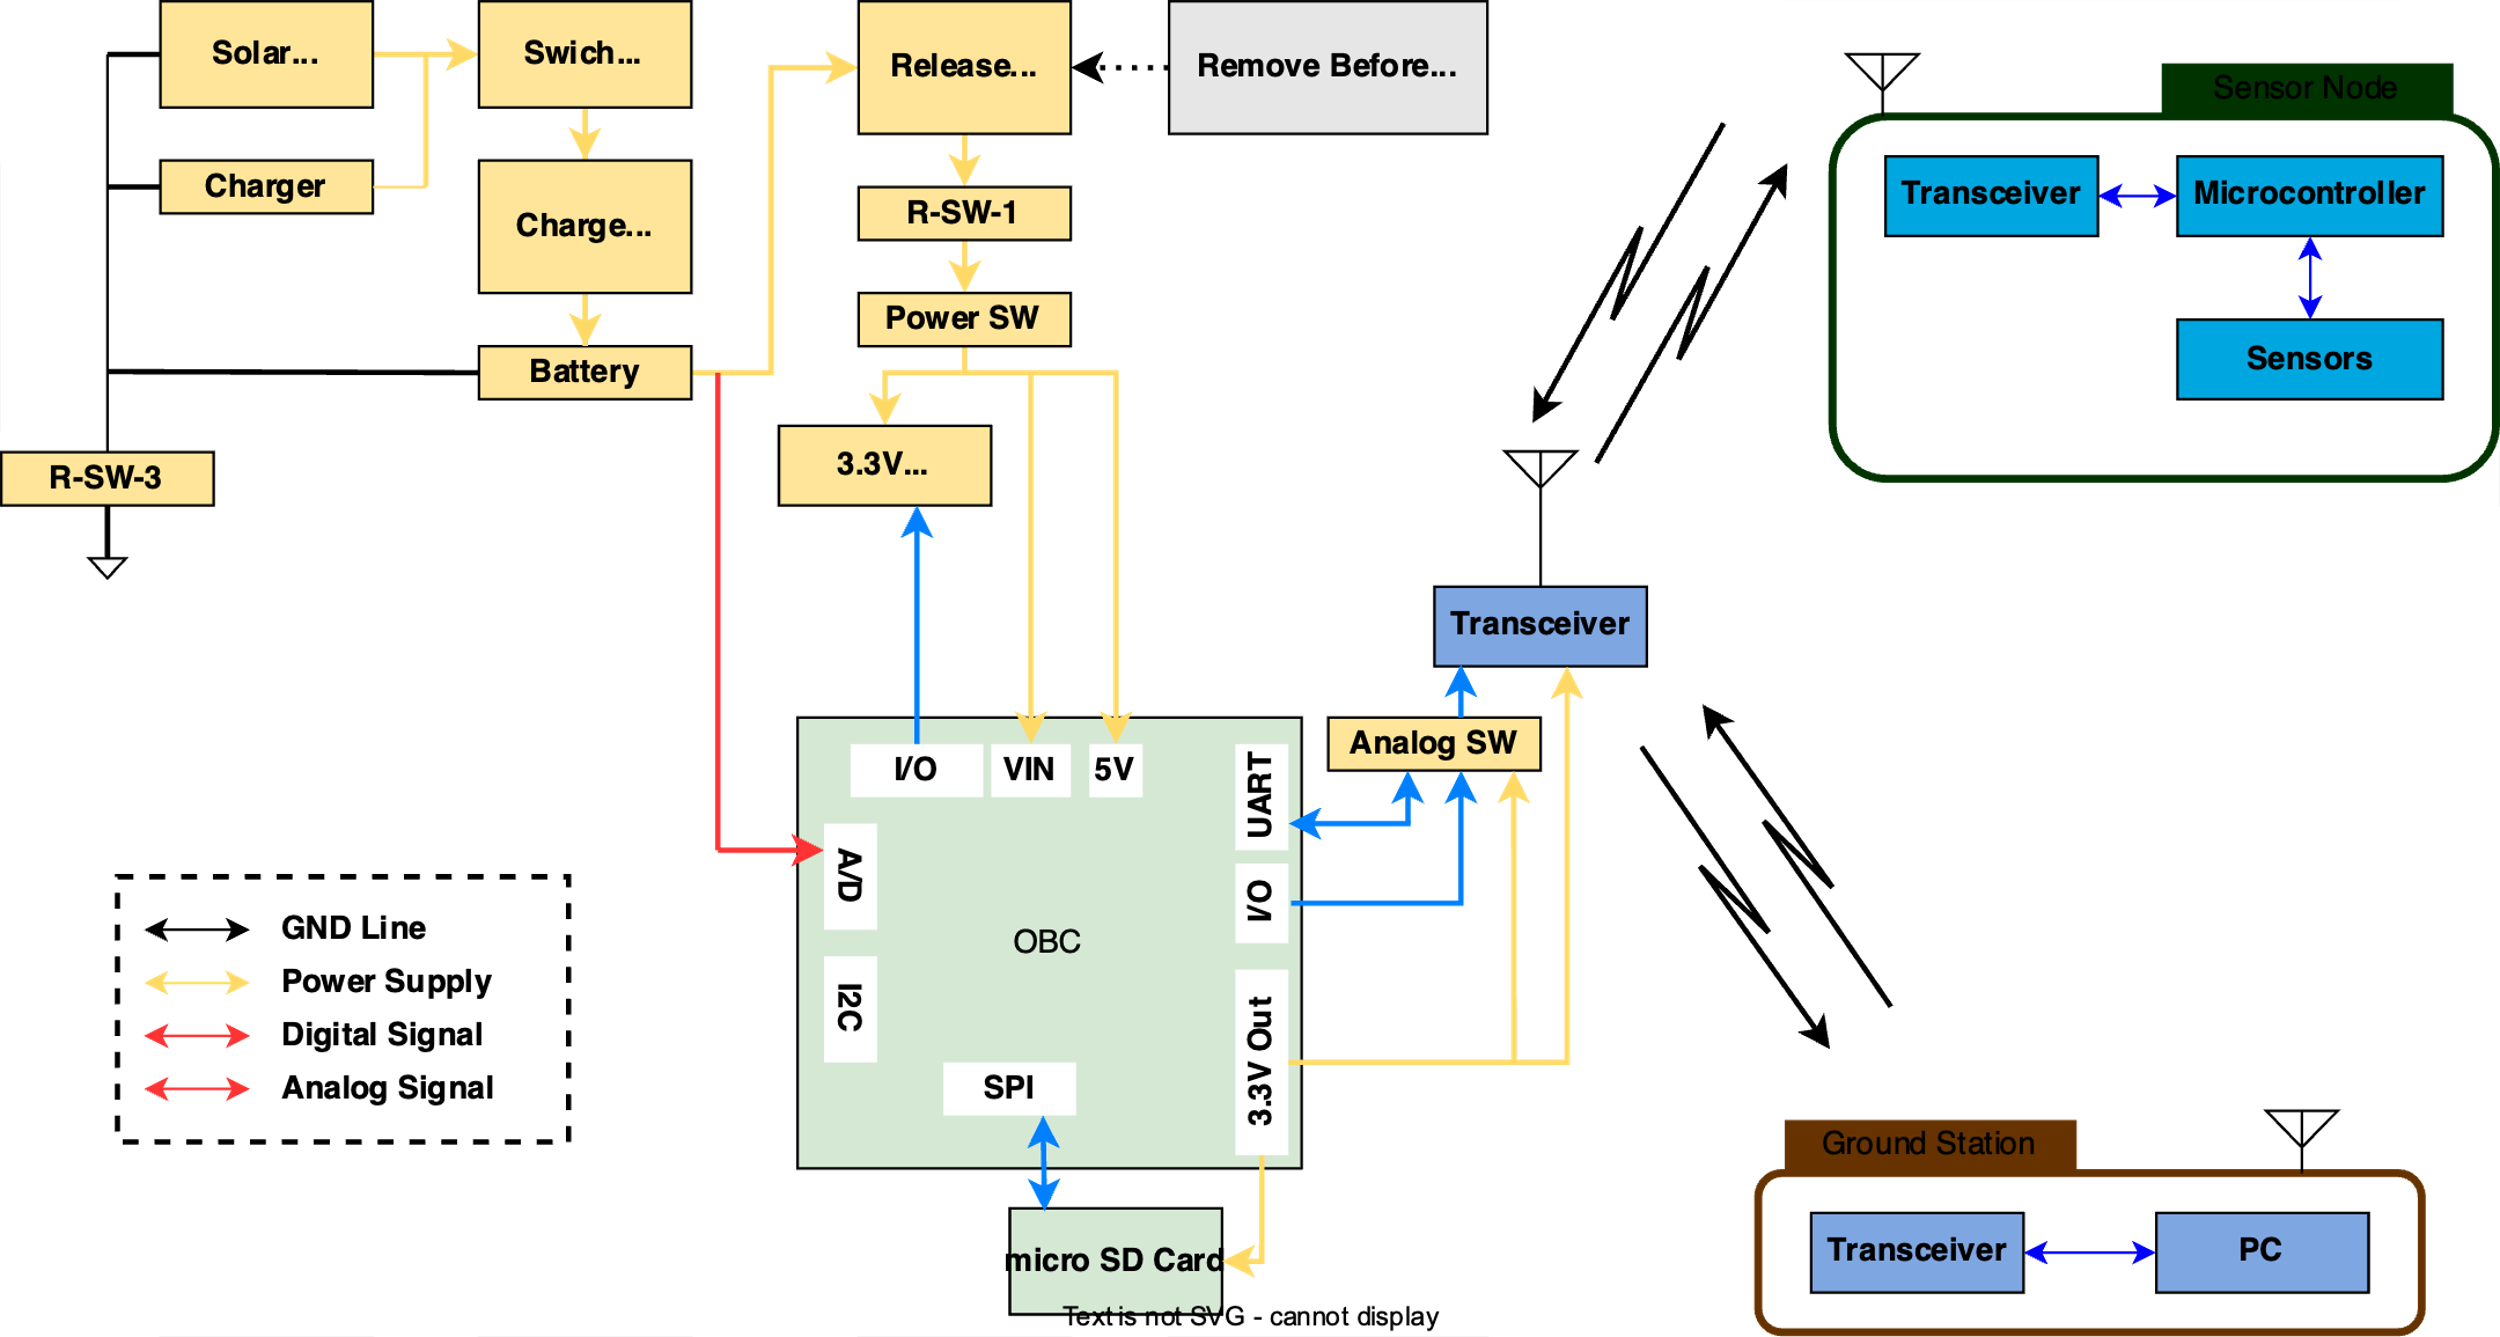 Solar...
Swich...
Release...
Remove Before...
Sensor Node
Charger
Charge...
R-SW-1
Transceiver
Microcontroller
Power SW
Battery
Sensors
3.3V...
R-SW-3
Transceiver
Analog SW
I/O
VIN
5V
UART
A/D
I/O
OBC
I2C
3.3V Out
SPI
GND Line
Power Supply
Digital Signal
Analog Signal
Ground Station
micro SD Card
Transceiver
PC
Text is not SVG - cannot display